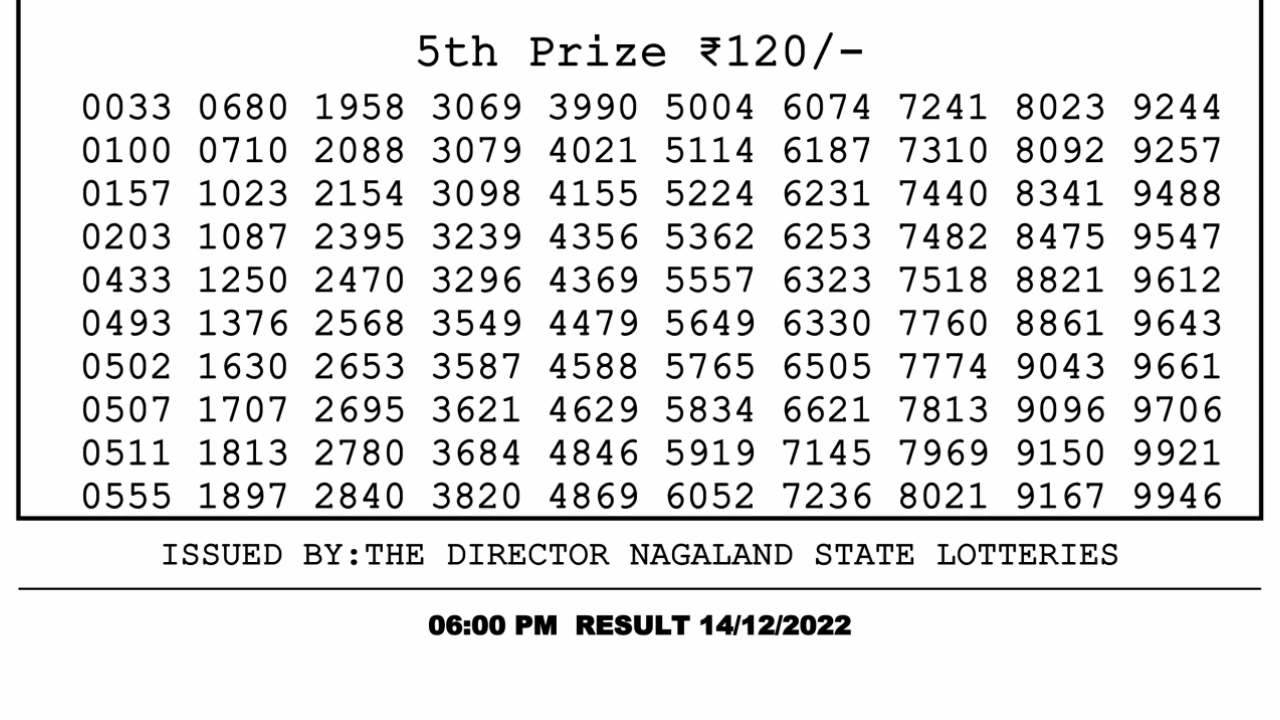 5th Prize ₹120/-
0033 0680 1958 3069 3990 5004 6074 7241 8023 9244
0100 0710 2088 3079 4021 5114 6187 7310 8092 9257
0157 1023 2154 3098 4155 5224 6231 7440 8341 9488
0203 1087 2395 3239 4356 5362 6253 7482 8475 9547
0433 1250 2470 3296 4369 5557 6323 7518 8821 9612
0493 1376 2568 3549 4479 5649 6330 7760 8861 9643
0502 1630 2653 3587 4588 5765 6505 7774 9043 9661
0507 1707 2695 3621 4629 5834 6621 7813 9096 9706
0511 1813 2780 3684 4846 5919 7145 7969 9150 9921
0555 1897 2840 3820 4869 6052 7236 8021 9167 9946
ISSUED BY:THE DIRECTOR NAGALAND STATE LOTTERIES
06:00 PM RESULT 14/12/2022